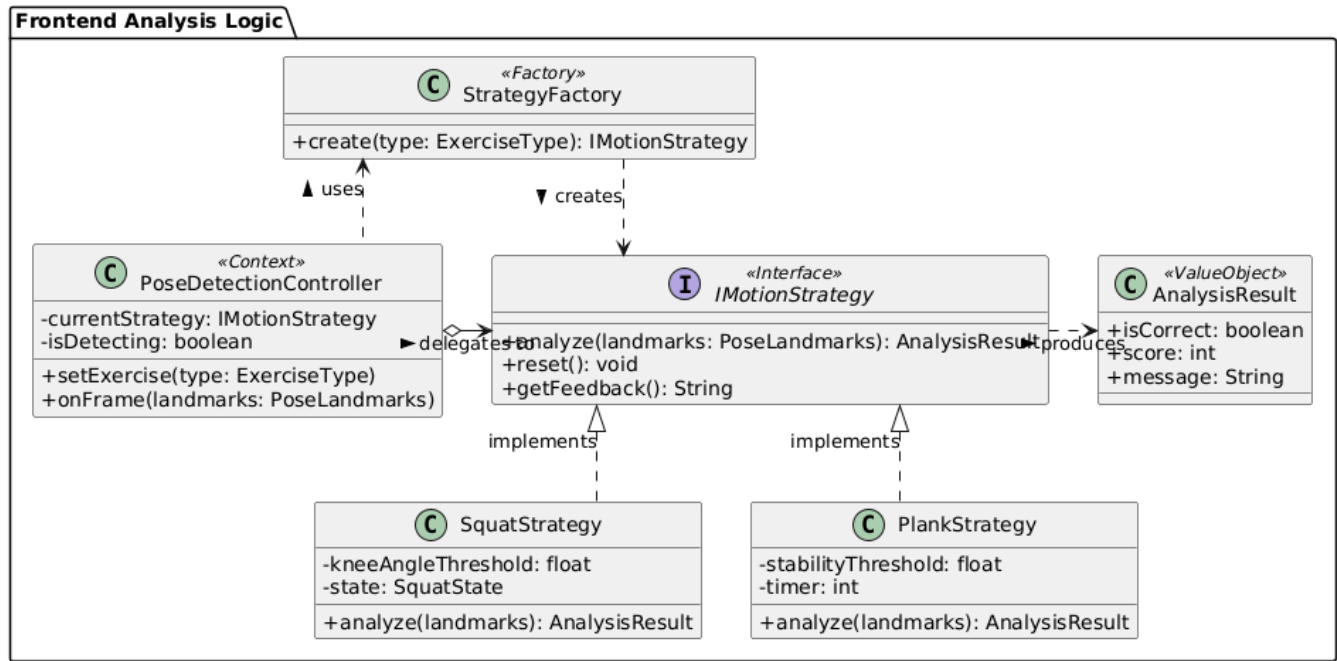 Frontend Analysis Logic
C
«Factory»
StrategyFactory
+create(type: ExerciseType): IMotionStrategy
uses
creates
C
«Context»
PoseDetectionController
-currentStrategy: IMotionStrategy
-isDetecting: boolean
+setExercise(type: ExerciseType)
+onFrame(landmarks: PoseLandmarks)
delegates to
I
«Interface»
IMotionStrategy
+analyze(landmarks: PoseLandmarks): AnalysisResult
+reset(): void
+getFeedback(): String
produces
C
«ValueObject»
AnalysisResult
+isCorrect: boolean
+score: int
+message: String
implements
implements
C
SquatStrategy
-kneeAngleThreshold: float
-state: SquatState
+analyze(landmarks): AnalysisResult
C
PlankStrategy
-stabilityThreshold: float
-timer: int
+analyze(landmarks): AnalysisResult